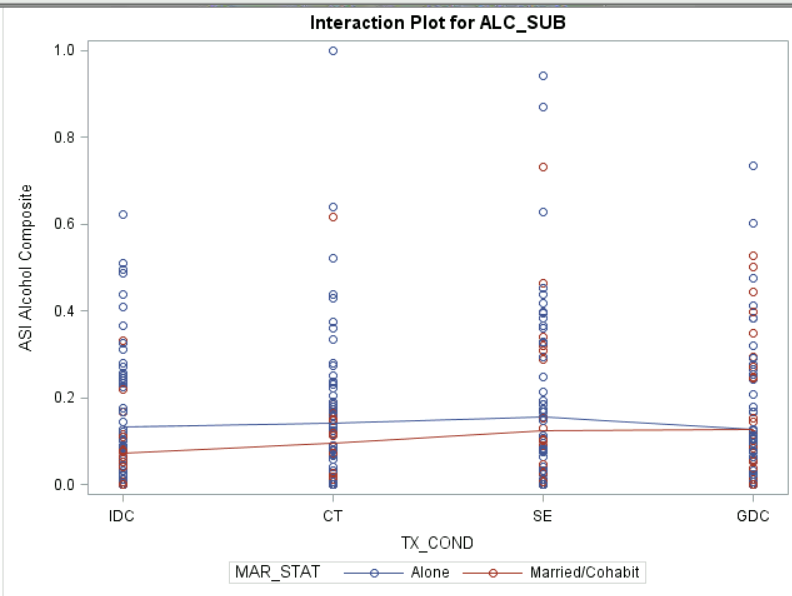 Interaction Plot for ALC_SUB
1.0
0.8
0.6
0.4
0.2
0.0
ASI Alcohol Composite
IDC CT SE GDC
TX_COND
MAR_STAT Alone Married/Cohabit